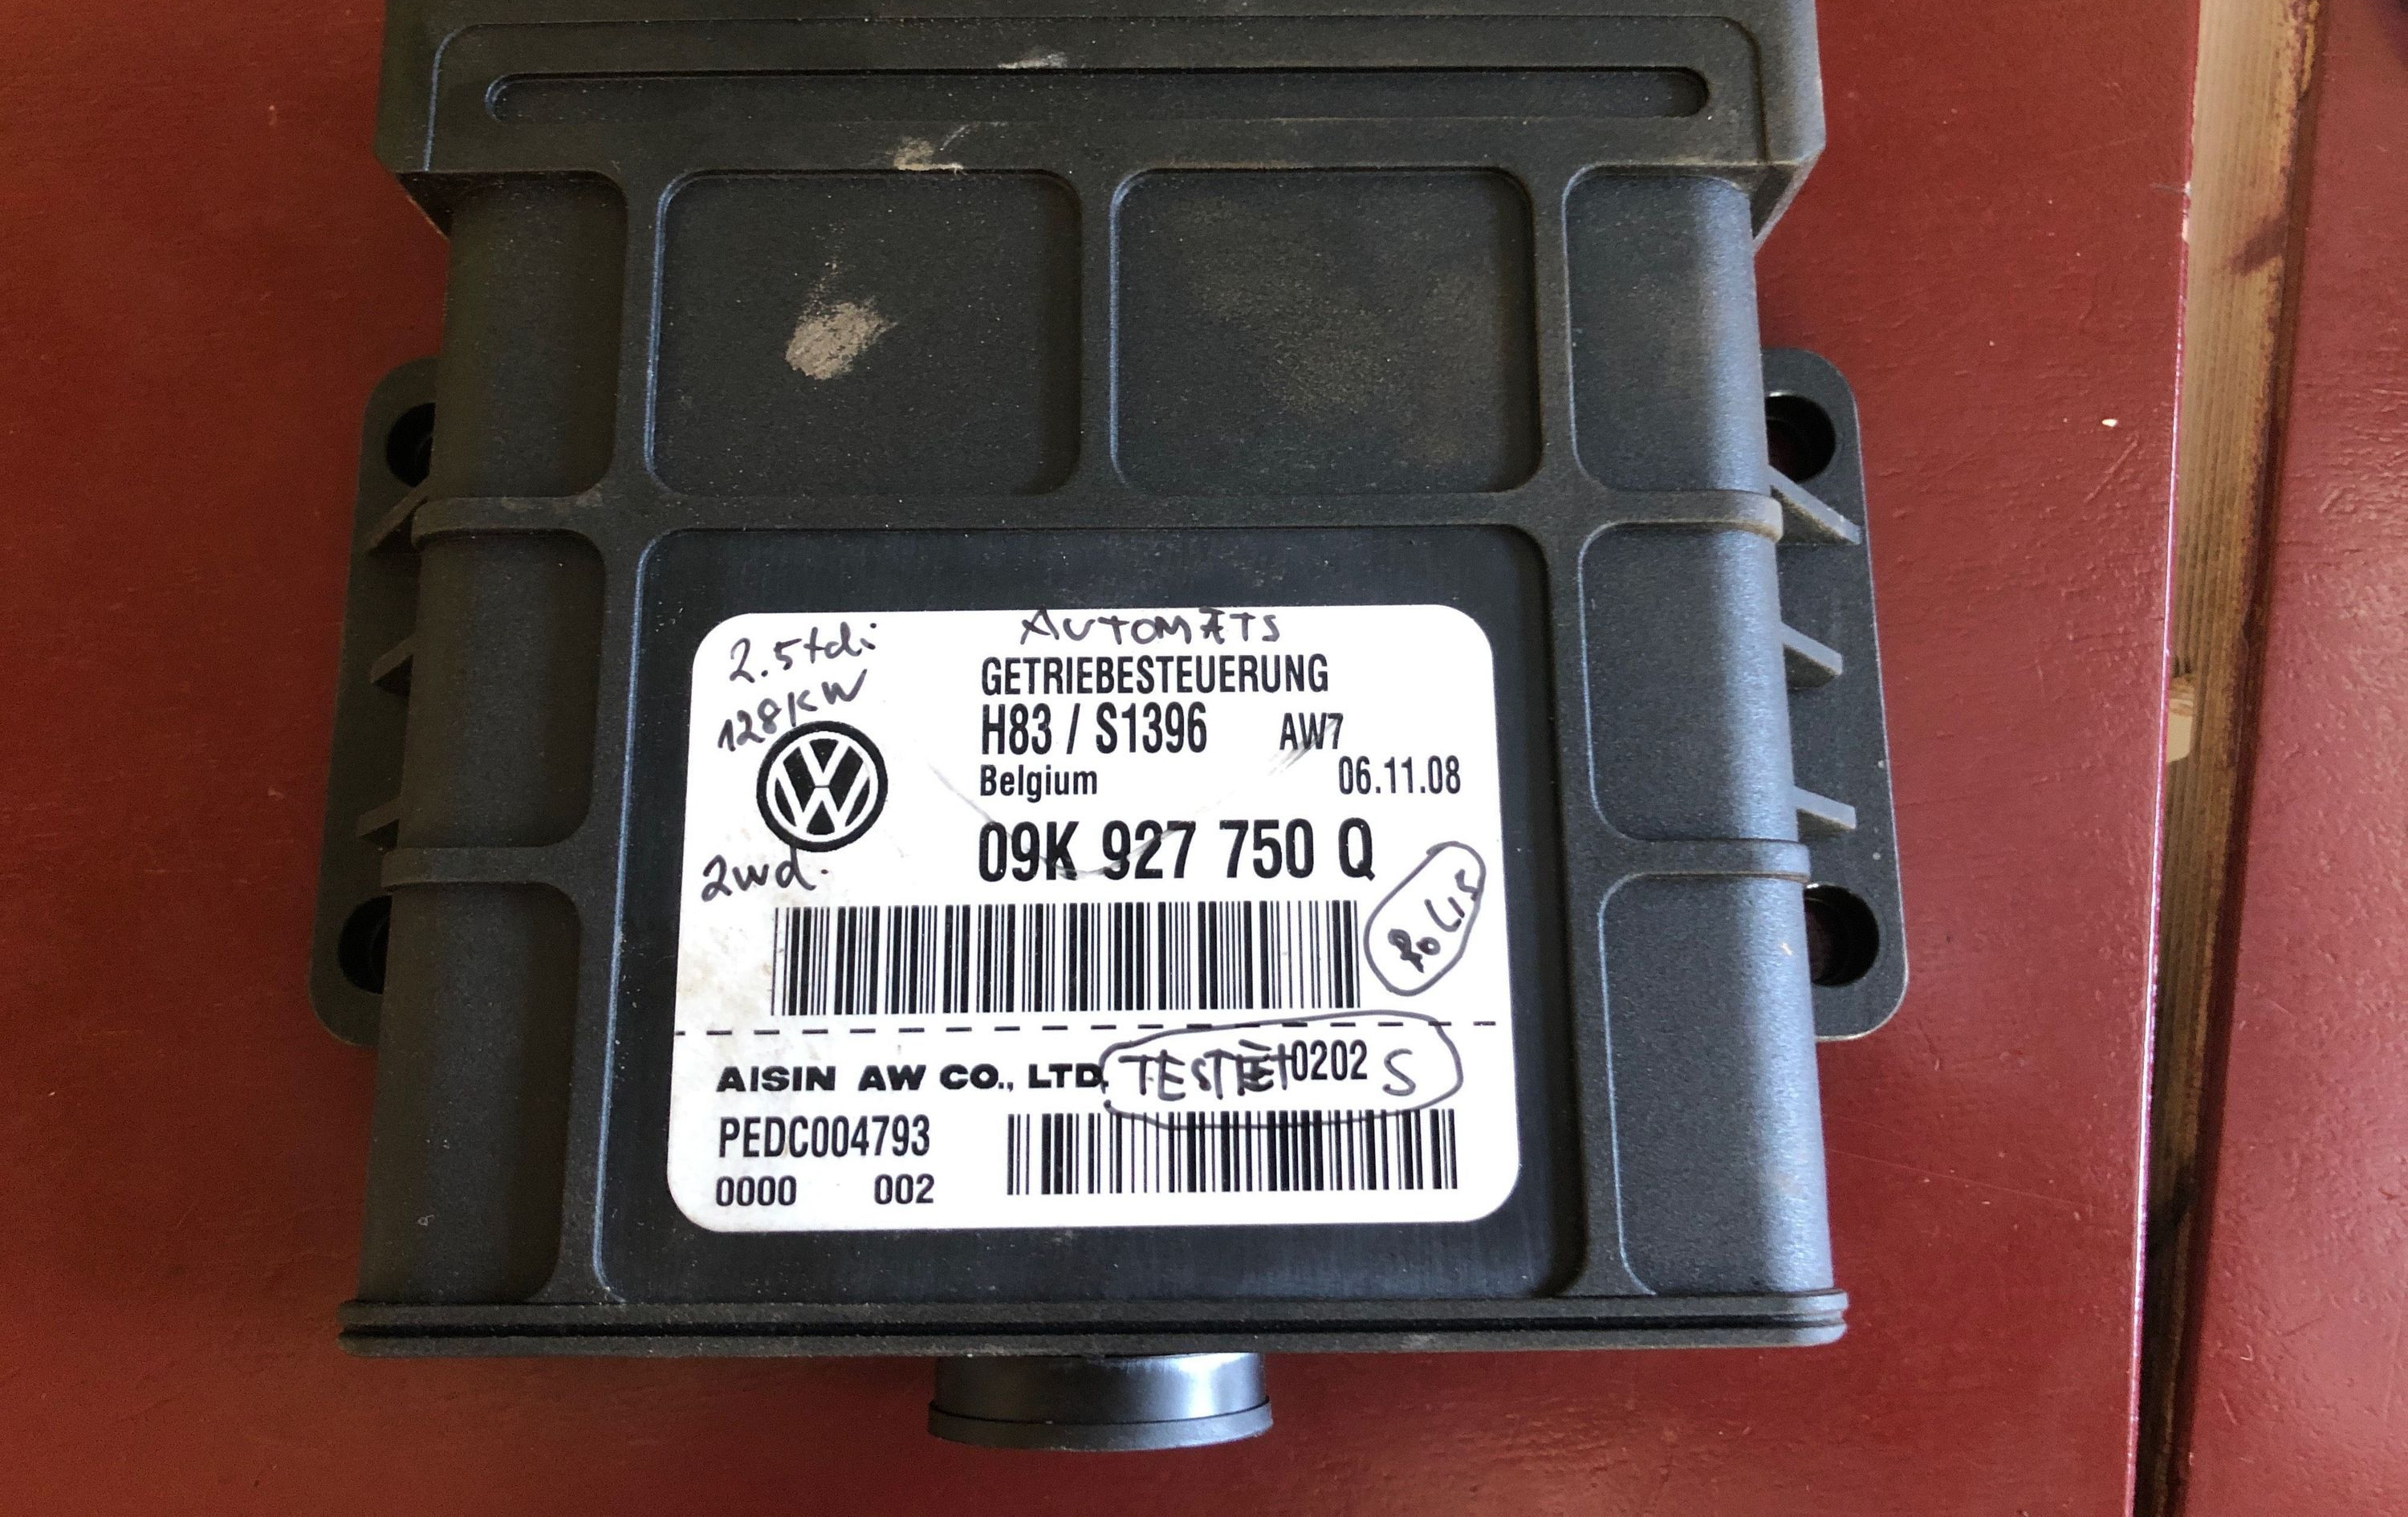 2.5tdi
128KW
AUTOMĀTS
GETRIEBESTEUERUNG
H83 / S1396 AW7
Belgium 06.11.08
09K 927 750 Q
2wd.
AISIN AW CO., LTD. TESTĒTS
0202
PEDC004793
0000 002